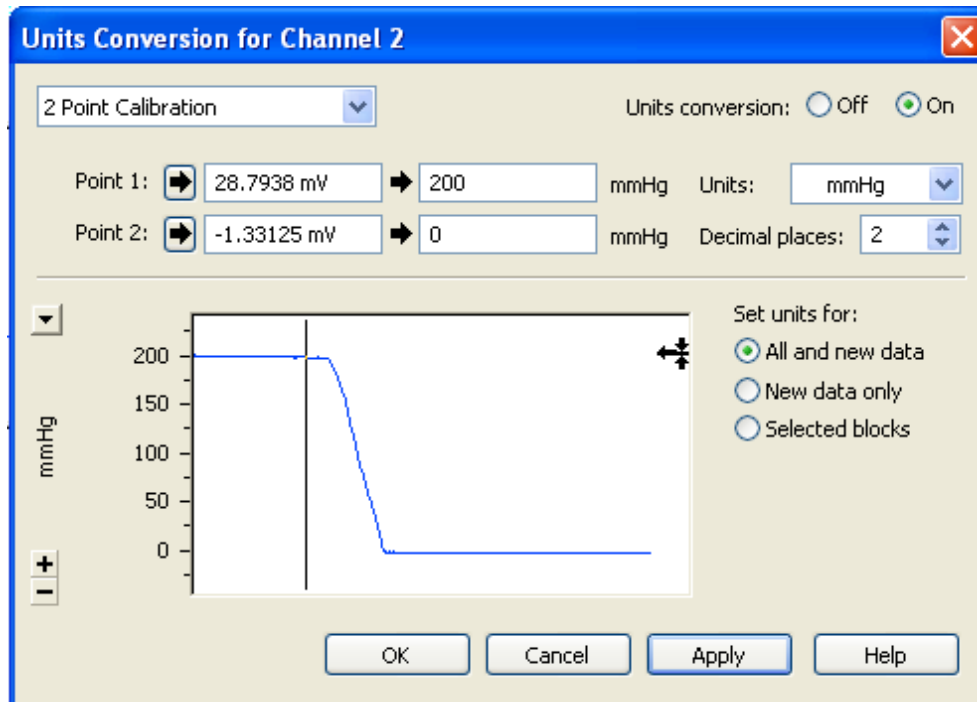 Units Conversion for Channel 2
2 Point Calibration
Units conversion: Off On
Point 1: 28.7938 mV 200 mmHg Units: mmHg
Point 2: -1.33125 mV 0 mmHg Decimal places: 2
Set units for:
All and new data
New data only
Selected blocks
mmHg
200
150
100
50
0
+
−
OK Cancel Apply Help